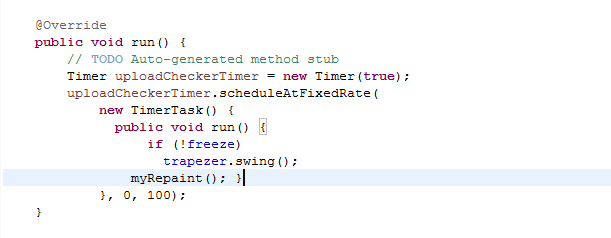 @Override
public void run() {
// TODO Auto-generated method stub
Timer uploadCheckerTimer = new Timer(true);
uploadCheckerTimer.scheduleAtFixedRate(
new TimerTask() {
public void run() {
if (!freeze)
trapezer.swing();
myRepaint(); }
}, 0, 100);
}